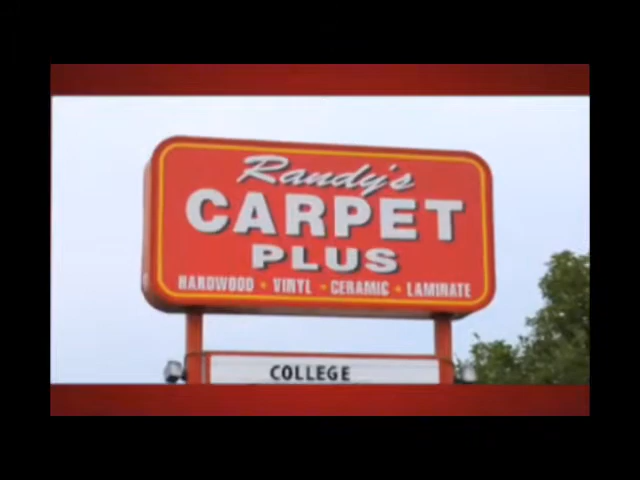 Randy's
CARPET
PLUS
HARDWOOD • VINYL • CERAMIC • LAMINATE
COLLEGE